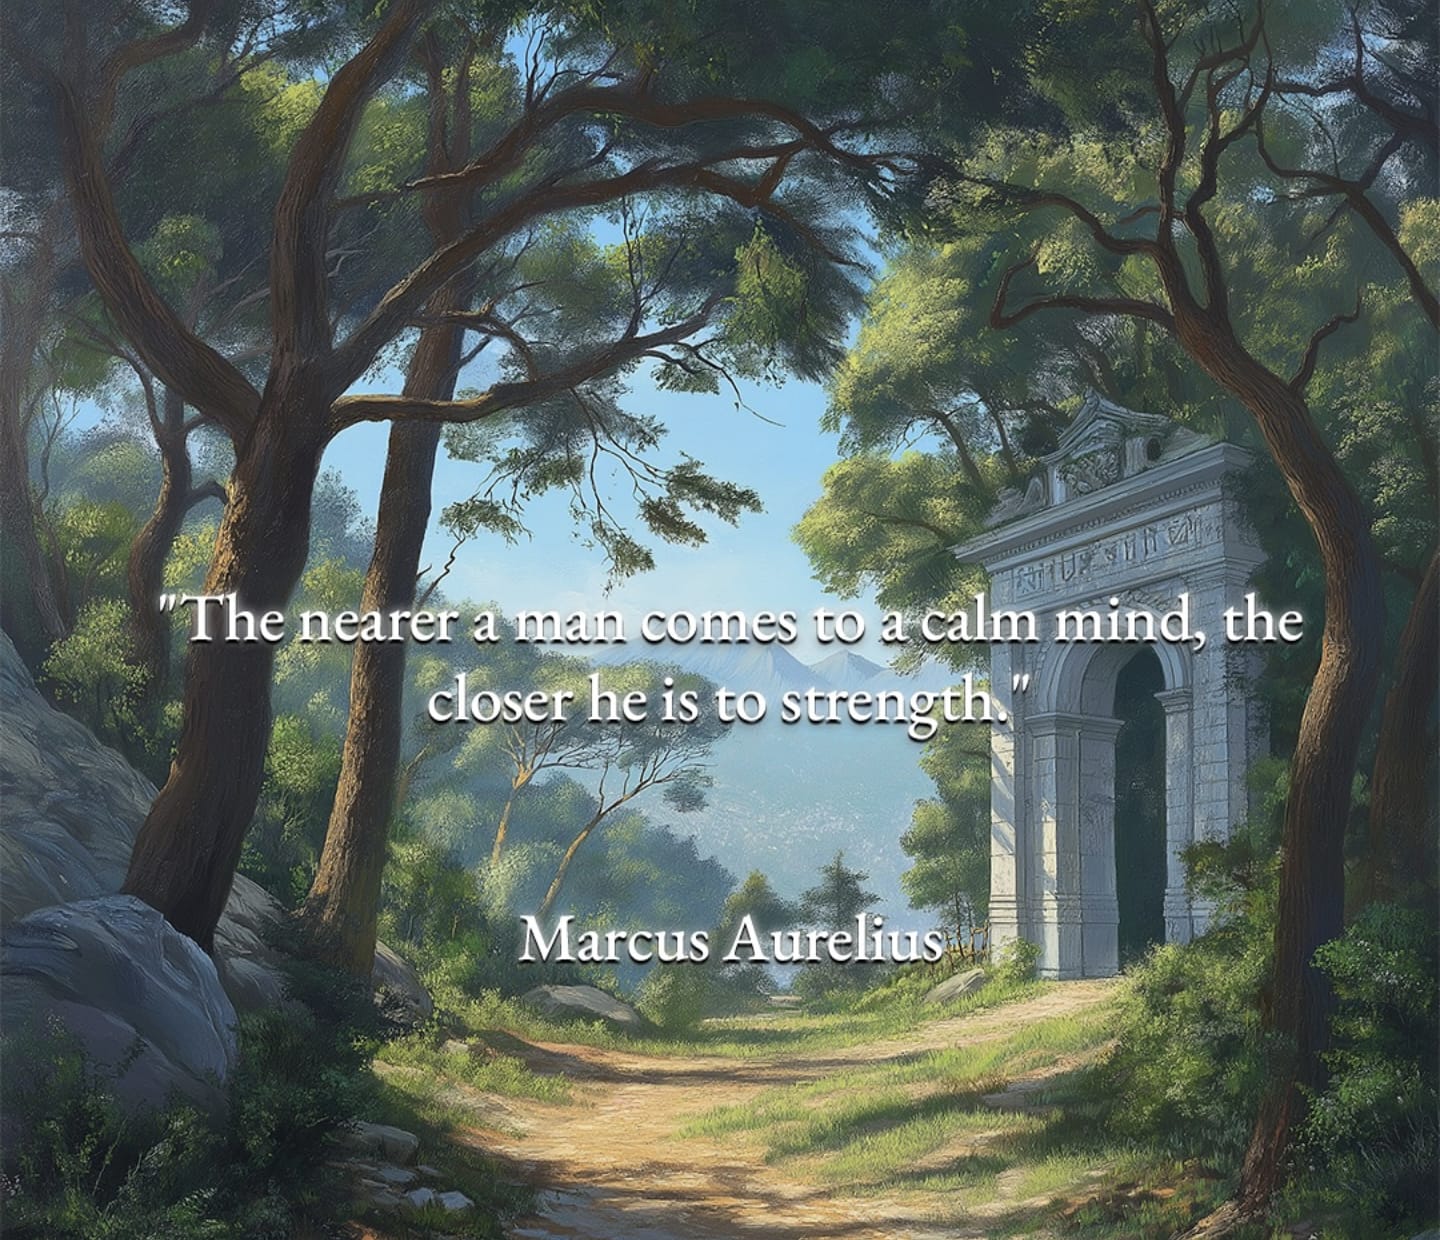 "The nearer a man comes to a calm mind, the
closer he is to strength."
Marcus Aurelius